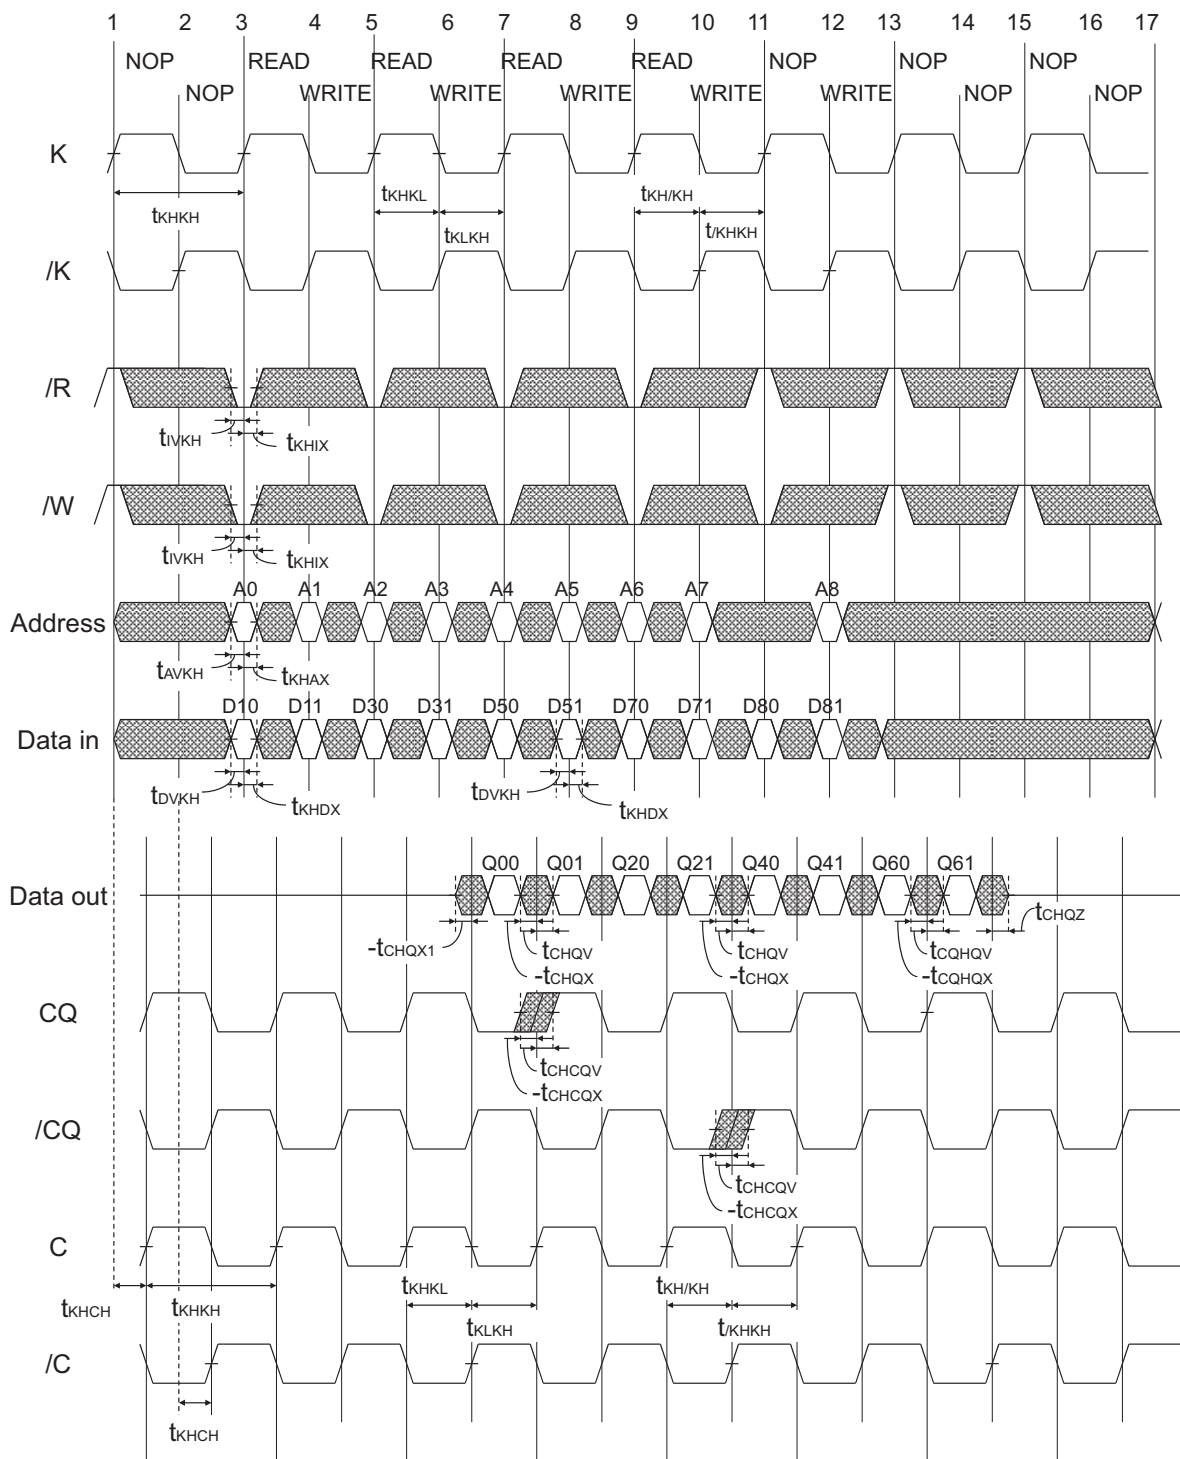 1 2 3 4 5 6 7 8 9 10 11 12 13 14 15 16 17
NOP READ READ READ READ NOP NOP NOP
NOP WRITE WRITE WRITE WRITE WRITE NOP NOP
K
tKHKH tKHKL tKLKH tKH/KH t/KHKH
/K
/R
tIVKH tKHIX
/W
tIVKH tKHIX
A0 A1 A2 A3 A4 A5 A6 A7 A8
Address
tAVKH tKHAX
D10 D11 D30 D31 D50 D51 D70 D71 D80 D81
Data in
tDVKH tKHDX tDVKH tKHDX
Q00 Q01 Q20 Q21 Q40 Q41 Q60 Q61
Data out
-tCHQX1 tCHQV tCHQV tCQHQV tCHQZ
-tCHQX -tCHQX -tCQHQX
CQ
tCHCQV
-tCHCQX
/CQ
tCHCQV
-tCHCQX
C
tKHCH tKHKH tKHKL tKLKH tKH/KH t/KHKH
/C
tKHCH